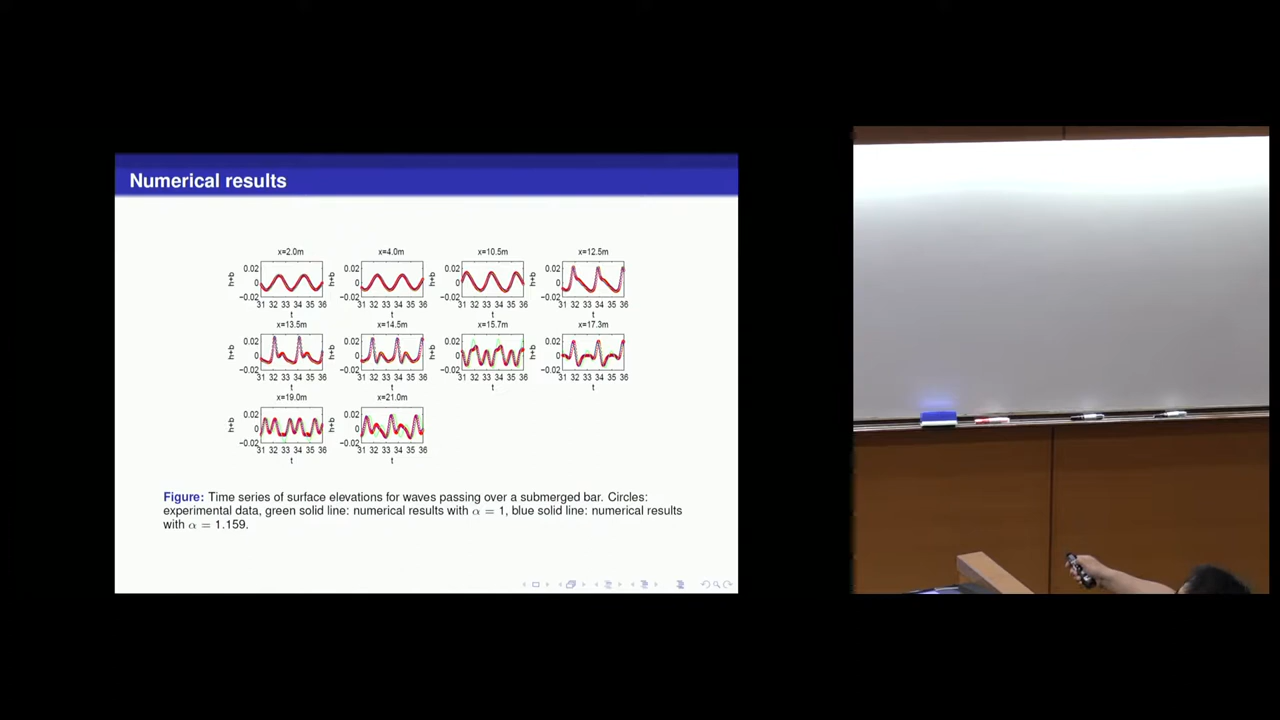 Numerical results
x=2.0m x=4.0m x=10.5m x=12.5m
h+b 0.02 0 −0.02 h+b 0.02 0 −0.02 h+b 0.02 0 −0.02 h+b 0.02 0 −0.02
31 32 33 34 35 36 31 32 33 34 35 36 31 32 33 34 35 36 31 32 33 34 35 36
t t t t
x=13.5m x=14.5m x=15.7m x=17.3m
h+b 0.02 0 −0.02 h+b 0.02 0 −0.02 h+b 0.02 0 −0.02 h+b 0.02 0 −0.02
31 32 33 34 35 36 31 32 33 34 35 36 31 32 33 34 35 36 31 32 33 34 35 36
t t t t
x=19.0m x=21.0m
h+b 0.02 0 −0.02 h+b 0.02 0 −0.02
31 32 33 34 35 36 31 32 33 34 35 36
t t
Figure: Time series of surface elevations for waves passing over a submerged bar. Circles:
experimental data, green solid line: numerical results with α = 1, blue solid line: numerical results
with α = 1.159.